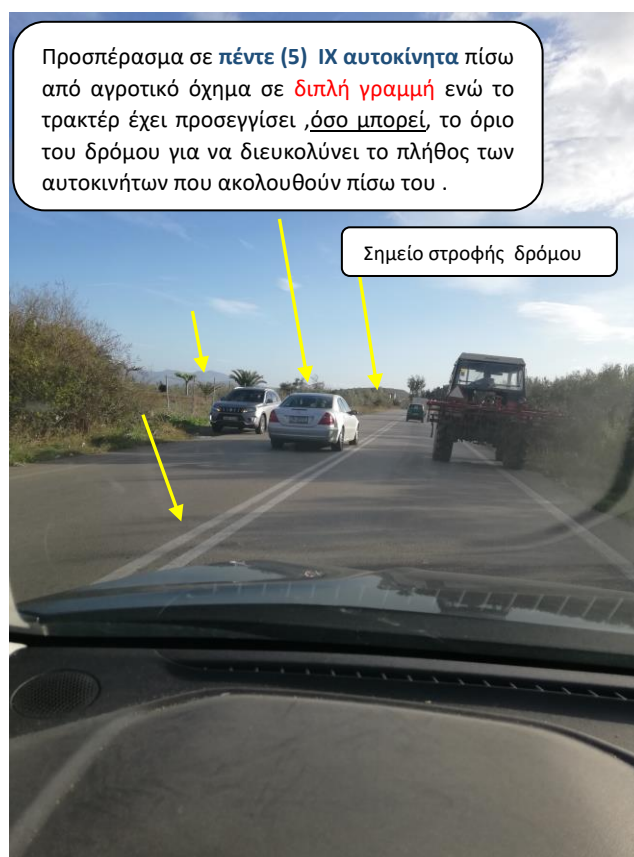 Προσπέρασμα σε πέντε (5) ΙΧ αυτοκίνητα πίσω
από αγροτικό όχημα σε διπλή γραμμή ενώ το
τρακτέρ έχει προσεγγίσει ,όσο μπορεί, το όριο
του δρόμου για να διευκολύνει το πλήθος των
αυτοκινήτων που ακολουθούν πίσω του .
Σημείο στροφής δρόμου